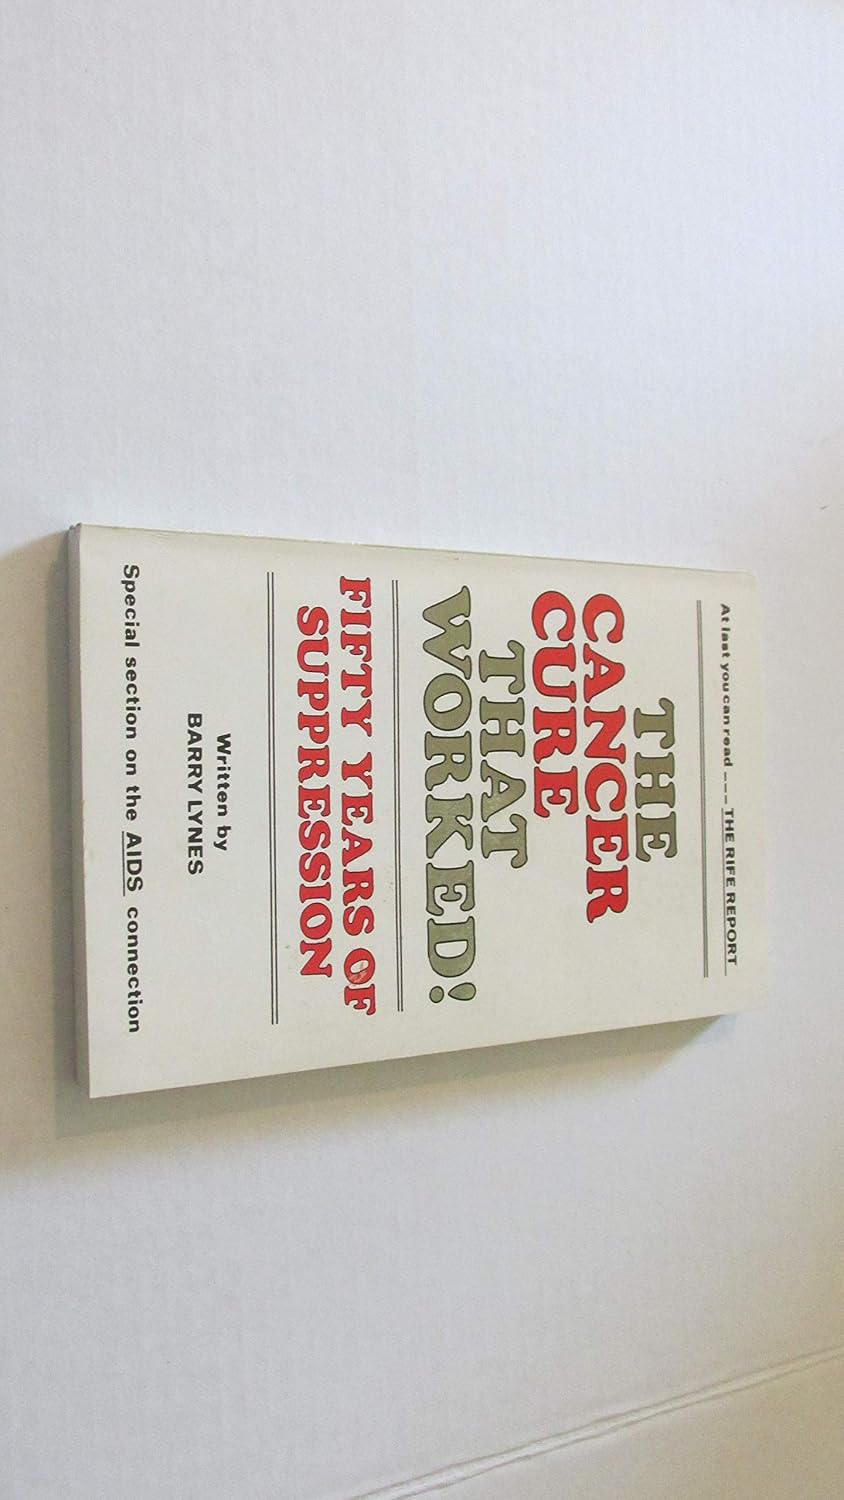 At last you can read --- THE RIFE REPORT
THE
CANCER
CURE
THAT
WORKED!
FIFTY YEARS OF
SUPPRESSION
Written by
BARRY LYNES
Special section on the AIDS connection